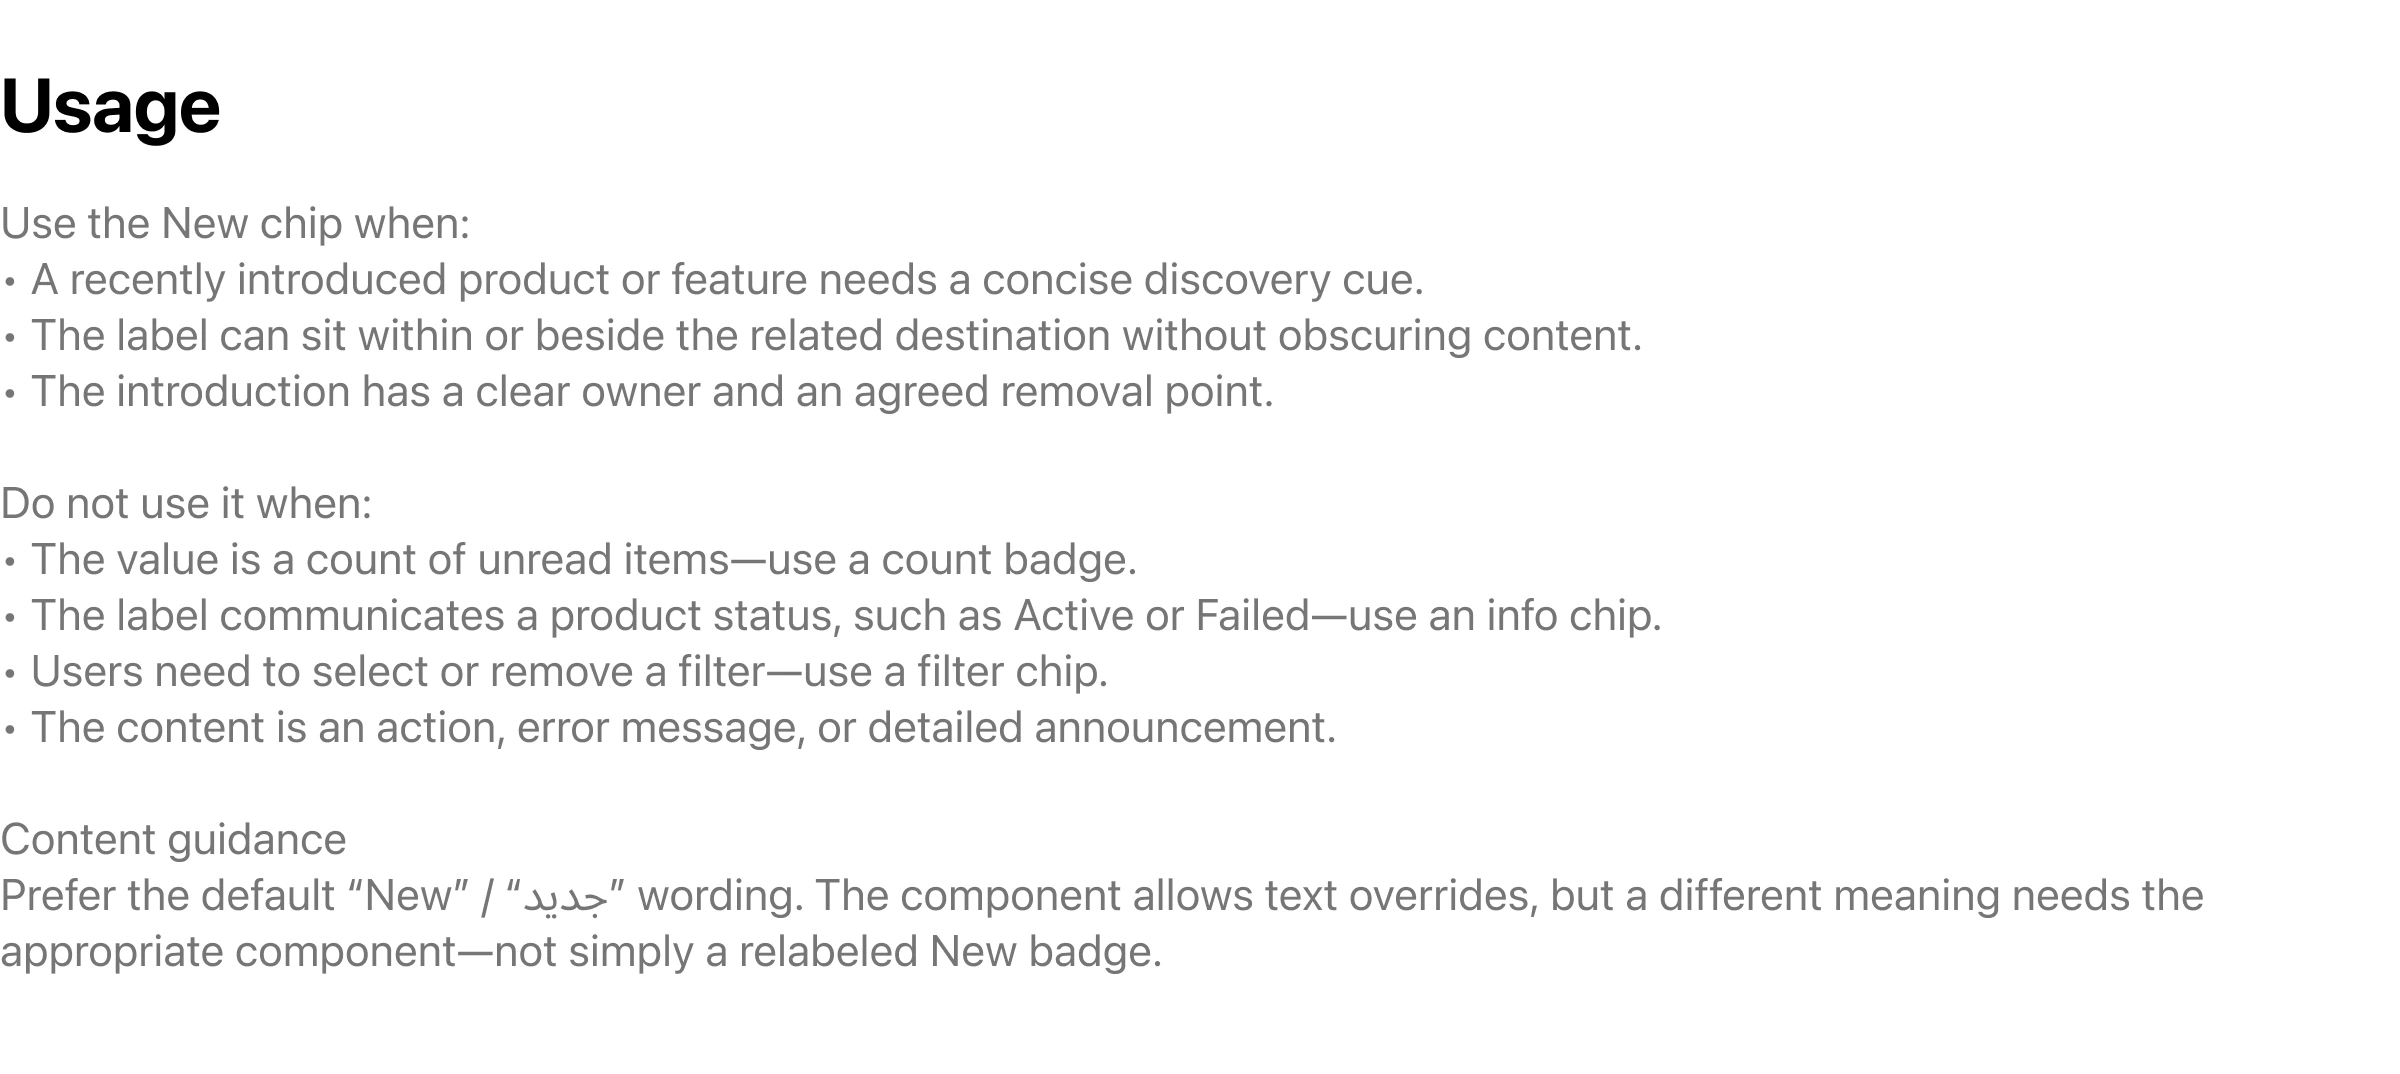 Usage
Use the New chip when:
• A recently introduced product or feature needs a concise discovery cue.
• The label can sit within or beside the related destination without obscuring content.
• The introduction has a clear owner and an agreed removal point.
Do not use it when:
• The value is a count of unread items—use a count badge.
• The label communicates a product status, such as Active or Failed—use an info chip.
• Users need to select or remove a filter—use a filter chip.
• The content is an action, error message, or detailed announcement.
Content guidance
Prefer the default “New” / “جديد” wording. The component allows text overrides, but a different meaning needs the
appropriate component—not simply a relabeled New badge.